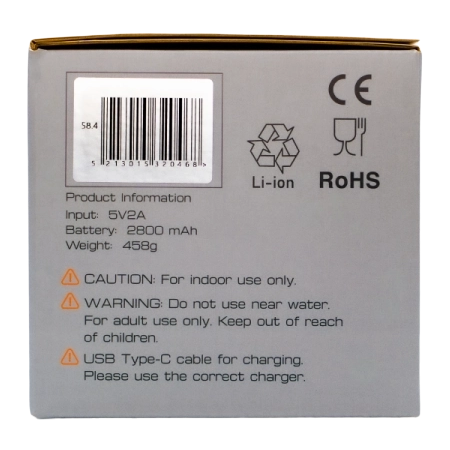 58.4
5 213015 320468 >
CE
Li-ion
RoHS
Product Information
Input: 5V2A
Battery: 2800 mAh
Weight: 458g
CAUTION: For indoor use only.
WARNING: Do not use near water.
For adult use only. Keep out of reach
of children.
USB Type-C cable for charging.
Please use the correct charger.